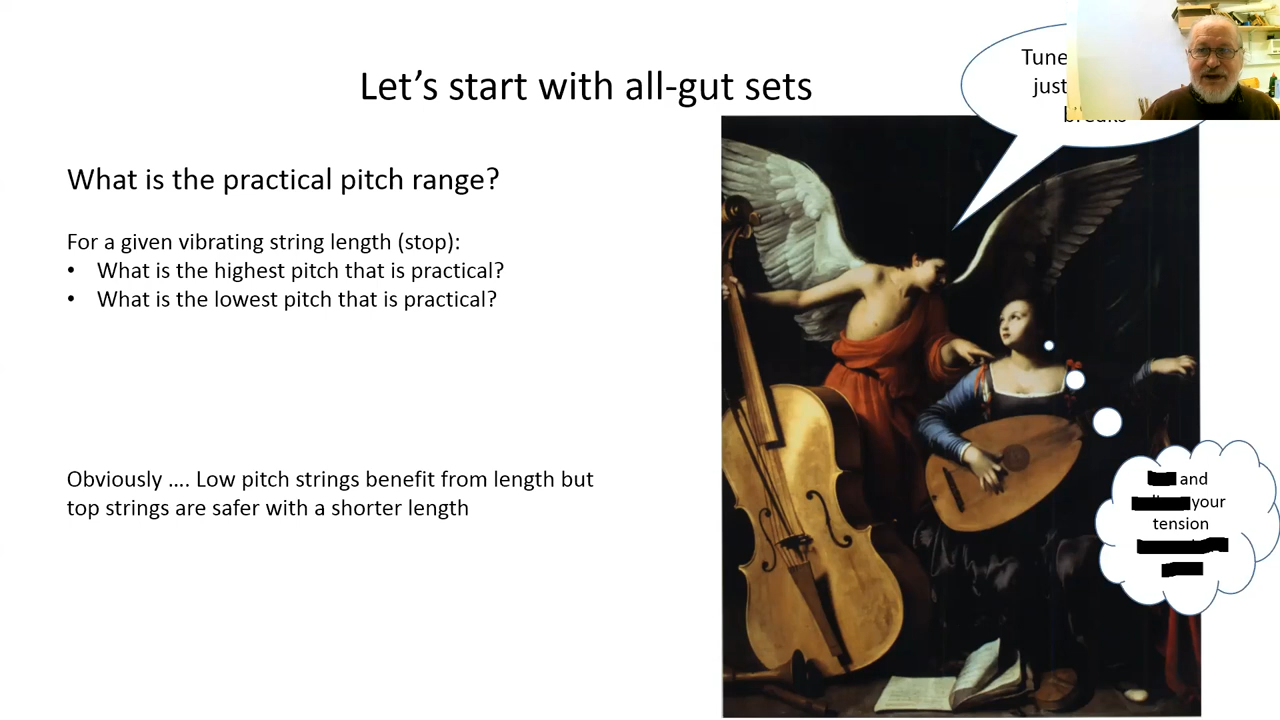 Let's start with all-gut sets
Tune
just
breaks
What is the practical pitch range?
For a given vibrating string length (stop):
• What is the highest pitch that is practical?
• What is the lowest pitch that is practical?
Obviously .... Low pitch strings benefit from length but
top strings are safer with a shorter length
and
your
tension